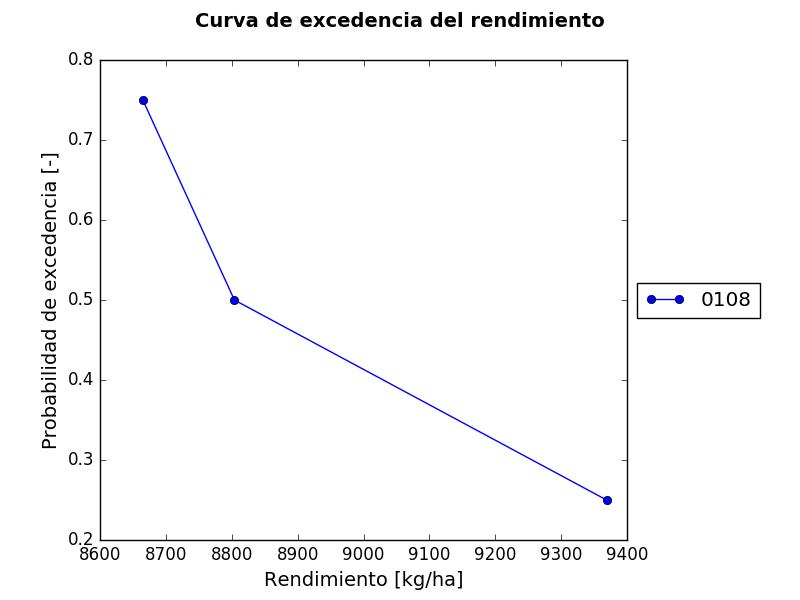 Curva de excedencia del rendimiento
Probabilidad de excedencia [-]
0.8
0.7
0.6
0.5
0.4
0.3
0.2
8600 8700 8800 8900 9000 9100 9200 9300 9400
Rendimiento [kg/ha]
0108